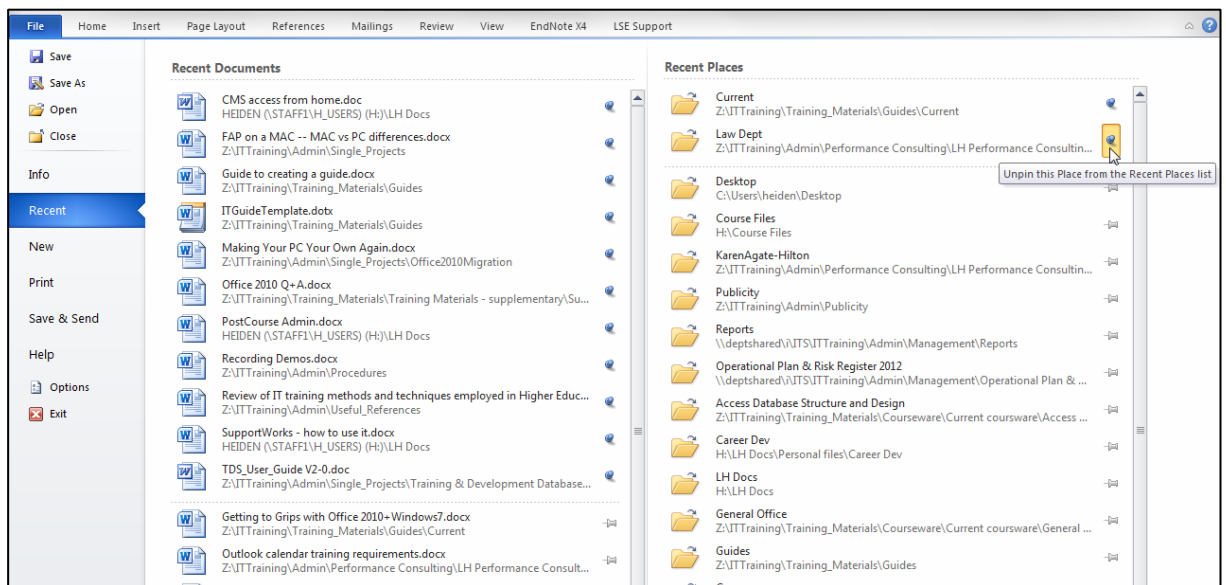 File Home Insert Page Layout References Mailings Review View EndNote X4 LSE Support
Save
Save As
Open
Close
Info
Recent
New
Print
Save & Send
Help
Options
Exit
Recent Documents
CMS access from home.doc
HEIDEN (\STAFF1\H_USERS) (H:)\LH Docs
FAP on a MAC -- MAC vs PC differences.docx
Z:\ITTraining\Admin\Single_Projects
Guide to creating a guide.docx
Z:\ITTraining\Training_Materials\Guides
ITGuideTemplate.dotx
Z:\ITTraining\Training_Materials\Guides
Making Your PC Your Own Again.docx
Z:\ITTraining\Admin\Single_Projects\Office2010Migration
Office 2010 Q+A.docx
Z:\ITTraining\Training_Materials\Training Materials - supplementary\Su...
PostCourse Admin.docx
HEIDEN (\STAFF1\H_USERS) (H:)\LH Docs
Recording Demos.docx
Z:\ITTraining\Admin\Procedures
Review of IT training methods and techniques employed in Higher Educ...
Z:\ITTraining\Admin\Useful_References
SupportWorks - how to use it.docx
HEIDEN (\STAFF1\H_USERS) (H:)\LH Docs
TDS_User_Guide V2-0.doc
Z:\ITTraining\Admin\Single_Projects\Training & Development Database...
Getting to Grips with Office 2010+Windows7.docx
Z:\ITTraining\Training_Materials\Guides\Current
Outlook calendar training requirements.docx
Z:\ITTraining\Admin\Performance Consulting\LH Performance Consult...
Recent Places
Current
Z:\ITTraining\Training_Materials\Guides\Current
Law Dept
Z:\ITTraining\Admin\Performance Consulting\LH Performance Consultin...
Unpin this Place from the Recent Places list
Desktop
C:\Users\heiden\Desktop
Course Files
H:\Course Files
KarenAgate-Hilton
Z:\ITTraining\Admin\Performance Consulting\LH Performance Consultin...
Publicity
Z:\ITTraining\Admin\Publicity
Reports
\\deptshared\i\ITS\ITTraining\Admin\Management\Reports
Operational Plan & Risk Register 2012
\\deptshared\i\ITS\ITTraining\Admin\Management\Operational Plan & ...
Access Database Structure and Design
Z:\ITTraining\Training_Materials\Courseware\Current coursware\Access ...
Career Dev
H:\LH Docs\Personal files\Career Dev
LH Docs
H:\LH Docs
General Office
Z:\ITTraining\Training_Materials\Courseware\Current coursware\General ...
Guides
Z:\ITTraining\Training_Materials\Guides